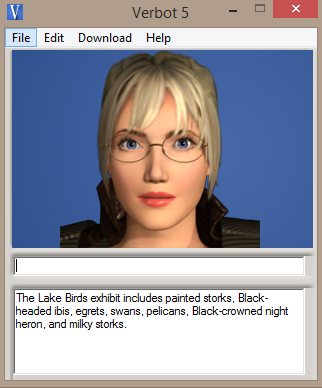 Verbot 5
File Edit Download Help
The Lake Birds exhibit includes painted storks, Black-
headed ibis, egrets, swans, pelicans, Black-crowned night
heron, and milky storks.